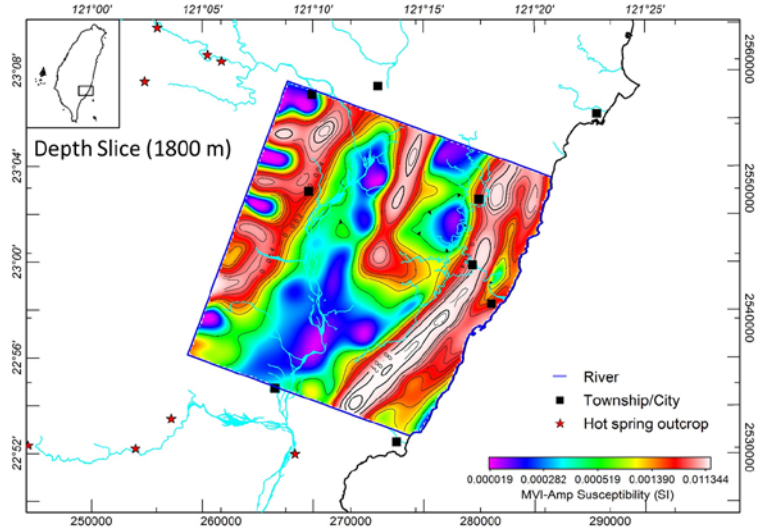 121°00' 121°05' 121°10' 121°15' 121°20'
23°08'
23°04'
23°00'
22°56'
22°52'
2560000
2550000
2540000
2530000
Depth Slice (1800 m)
River
Township/City
Hot spring outcrop
0.000019 0.000282 0.000519 0.001390 0.011344
MVI-Amp Susceptibility (SI)
250000 260000 270000 280000 290000